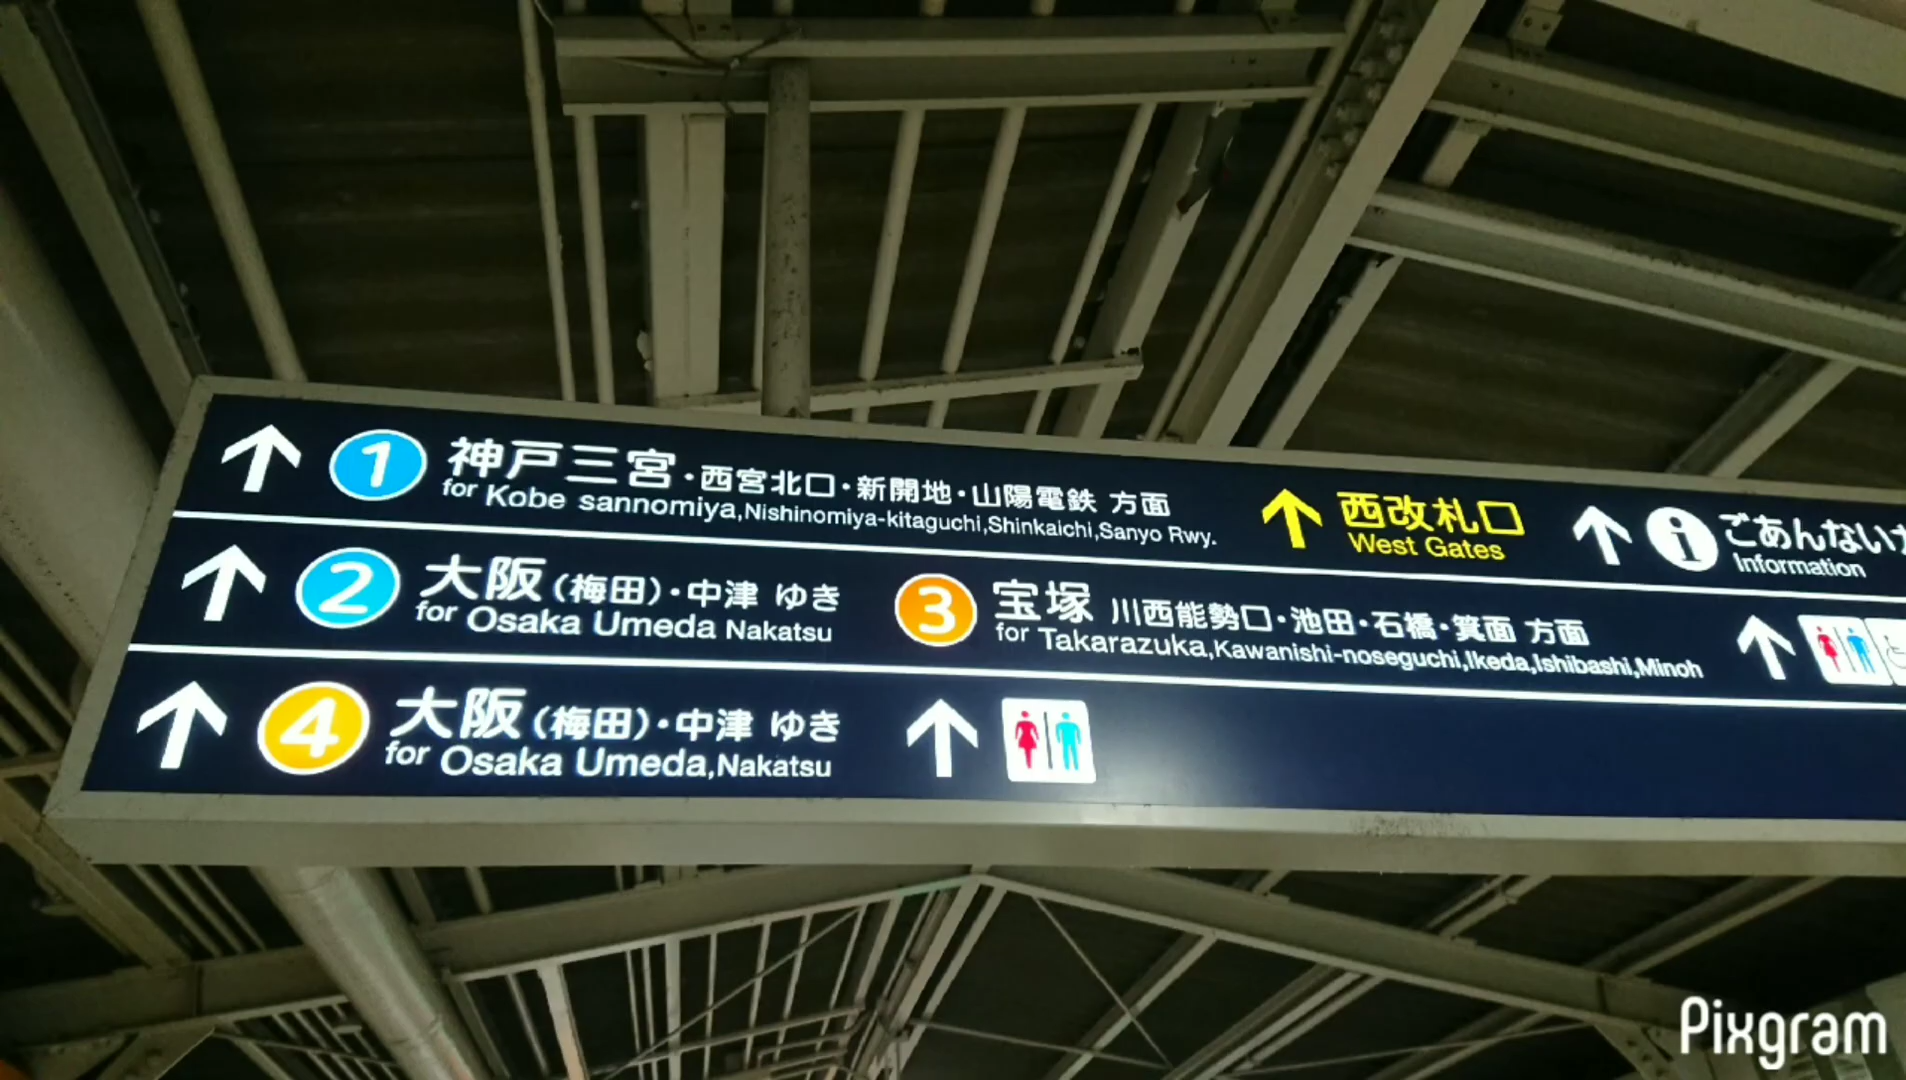 1 神戸三宮・西宮北口・新開地・山陽電鉄 方面
for Kobe sannomiya,Nishinomiya-kitaguchi,Shinkaichi,Sanyo Rwy.
西改札口
West Gates
i ごあんない
Information
2 大阪(梅田)・中津 ゆき
for Osaka Umeda Nakatsu
3 宝塚 川西能勢口・池田・石橋・箕面 方面
for Takarazuka,Kawanishi-noseguchi,Ikeda,Ishibashi,Minoh
4 大阪(梅田)・中津 ゆき
for Osaka Umeda,Nakatsu
Pixgram